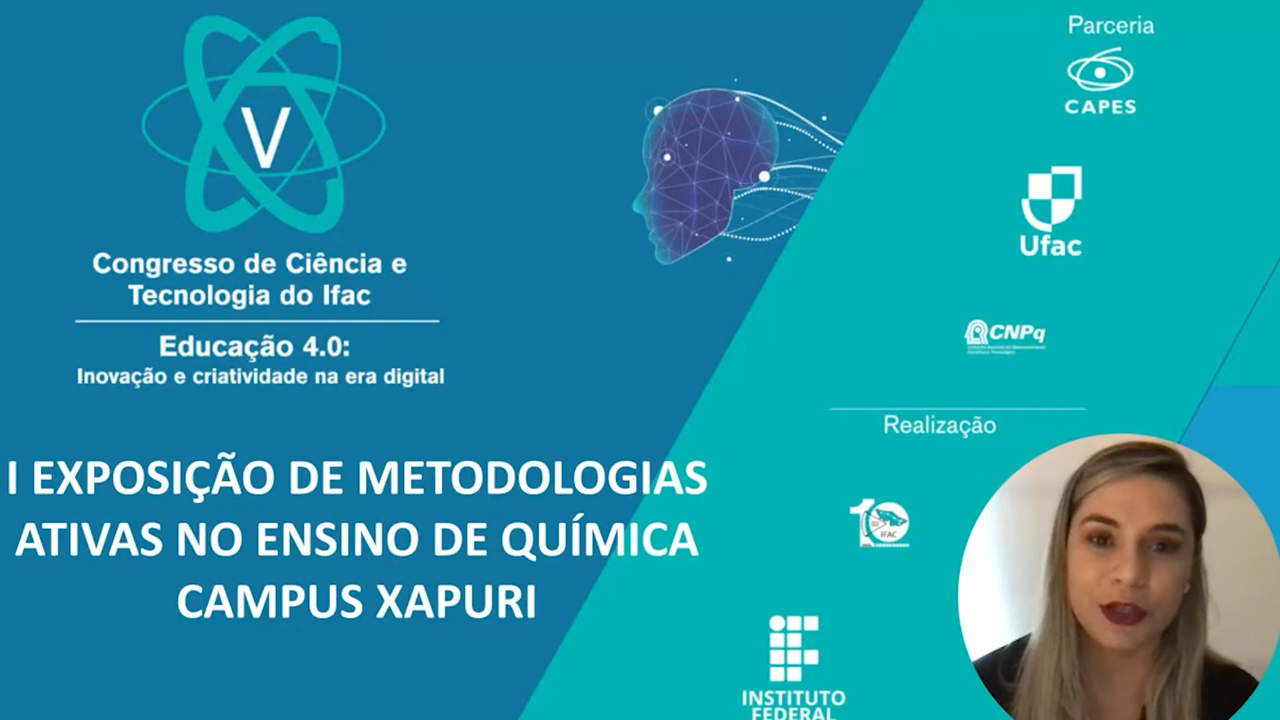 V
Congresso de Ciência e
Tecnologia do Ifac
Educação 4.0:
Inovação e criatividade na era digital
I EXPOSIÇÃO DE METODOLOGIAS
ATIVAS NO ENSINO DE QUÍMICA
CAMPUS XAPURI
Parceria
CAPES
Ufac
CNPq
Realização
10
IFAC
INSTITUTO
FEDERAL